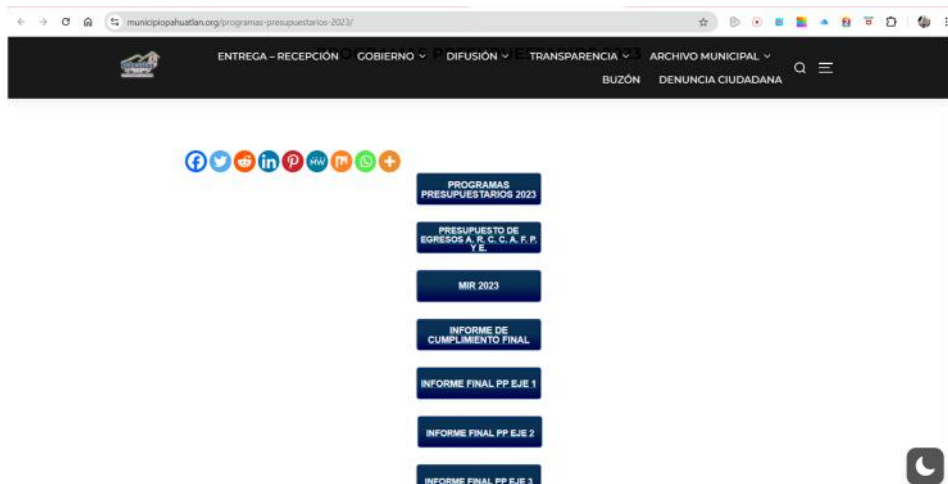 municipiopahuatlan.org/programas-presupuestarios-2023/
ENTREGA – RECEPCIÓN GOBIERNO DIFUSIÓN TRANSPARENCIA ARCHIVO MUNICIPAL
BUZÓN DENUNCIA CIUDADANA
PROGRAMAS
PRESUPUESTARIOS 2023
PRESUPUESTO DE
EGRESOS A. R. C. C. A. F. P.
Y E.
MIR 2023
INFORME DE
CUMPLIMIENTO FINAL
INFORME FINAL PP EJE 1
INFORME FINAL PP EJE 2
INFORME FINAL PP EJE 3